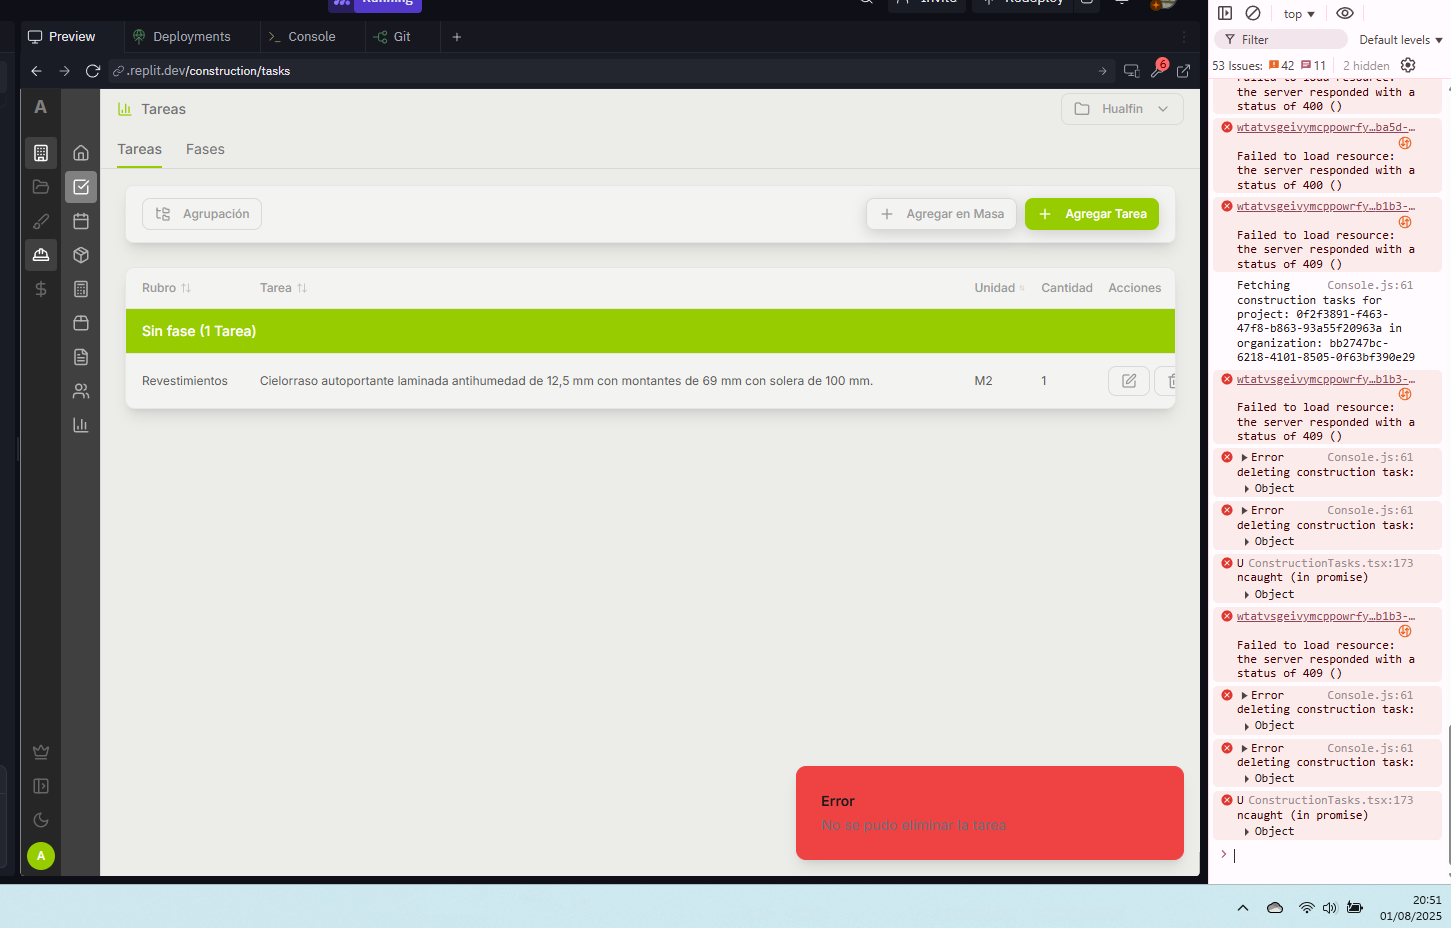 Running
Invite
Redeploy
Preview
Deployments
Console
Git
.replit.dev/construction/tasks
6
A
Tareas
Hualfin
Tareas
Fases
Agrupación
Agregar en Masa
Agregar Tarea
Rubro
Tarea
Unidad
Cantidad
Acciones
Sin fase (1 Tarea)
Revestimientos
Cielorraso autoportante laminada antihumedad de 12,5 mm con montantes de 69 mm con solera de 100 mm.
M2
1
A
Error
No se pudo eliminar la tarea
top
Filter
Default levels
53 Issues:
42
11
2 hidden
Failed to load resource:
the server responded with a
status of 400 ()
wtatvsgeivymcppowrfy…ba5d-…
Failed to load resource:
the server responded with a
status of 400 ()
wtatvsgeivymcppowrfy…b1b3-…
Failed to load resource:
the server responded with a
status of 409 ()
Fetching Console.js:61
construction tasks for
project: 0f2f3891-f463-
47f8-b863-93a55f20963a in
organization: bb2747bc-
6218-4101-8505-0f63bf390e29
wtatvsgeivymcppowrfy…b1b3-…
Failed to load resource:
the server responded with a
status of 409 ()
Error Console.js:61
deleting construction task:
Object
Error Console.js:61
deleting construction task:
Object
U ConstructionTasks.tsx:173
ncaught (in promise)
Object
wtatvsgeivymcppowrfy…b1b3-…
Failed to load resource:
the server responded with a
status of 409 ()
Error Console.js:61
deleting construction task:
Object
Error Console.js:61
deleting construction task:
Object
U ConstructionTasks.tsx:173
ncaught (in promise)
Object
20:51
01/08/2025